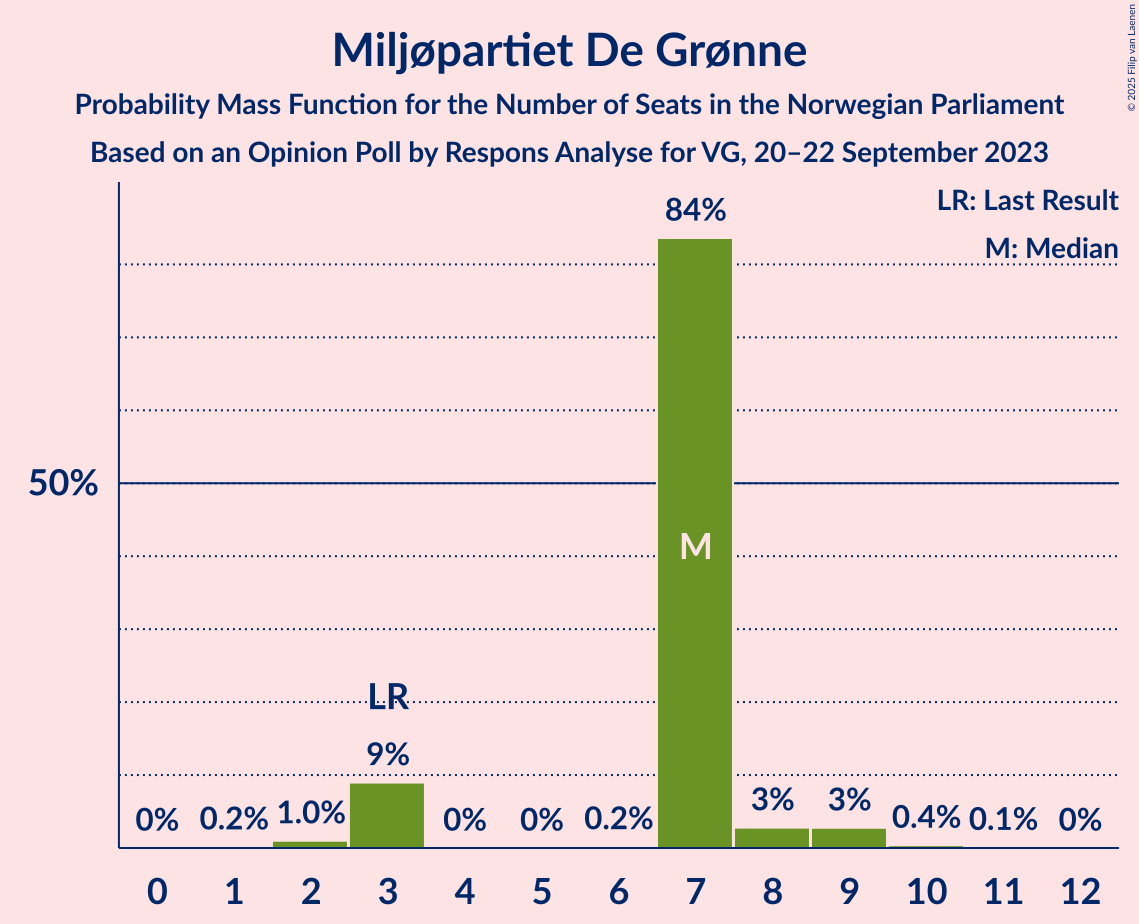 Miljøpartiet De Grønne
Probability Mass Function for the Number of Seats in the Norwegian Parliament
Based on an Opinion Poll by Respons Analyse for VG, 20–22 September 2023
© 2025 Filip van Laenen
LR: Last Result
M: Median
84%
50%
M
LR
9%
0% 0.2% 1.0% 0% 0% 0.2% 3% 3% 0.4% 0.1% 0%
0 1 2 3 4 5 6 7 8 9 10 11 12